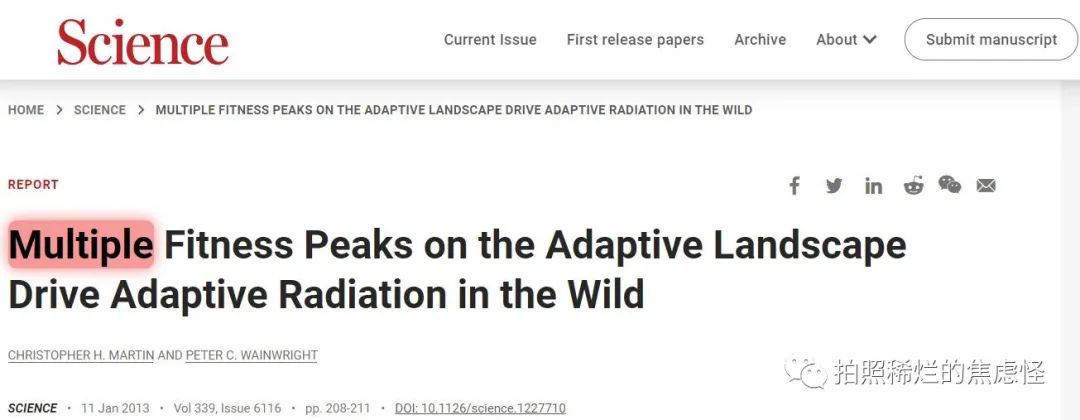 Science
Current Issue First release papers Archive About Submit manuscript
HOME > SCIENCE > MULTIPLE FITNESS PEAKS ON THE ADAPTIVE LANDSCAPE DRIVE ADAPTIVE RADIATION IN THE WILD
REPORT
Multiple Fitness Peaks on the Adaptive Landscape
Drive Adaptive Radiation in the Wild
CHRISTOPHER H. MARTIN AND PETER C. WAINWRIGHT
拍照稀烂的焦虑怪
SCIENCE • 11 Jan 2013 • Vol 339, Issue 6116 • pp. 208-211 • DOI: 10.1126/science.1227710